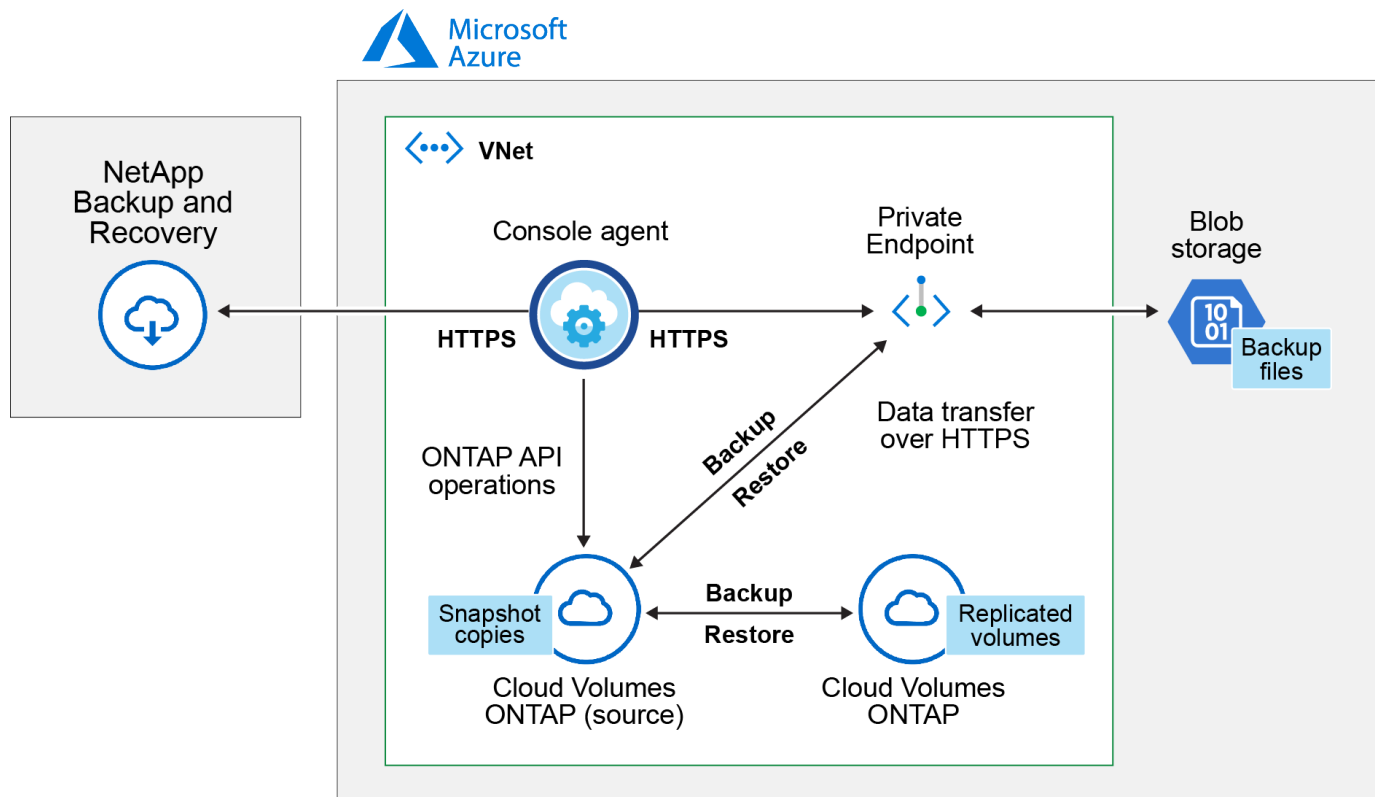 Microsoft
Azure
NetApp
Backup and
Recovery
VNet
Console agent
Private
Endpoint
Blob
storage
HTTPS
HTTPS
10
01
Backup
files
ONTAP API
operations
Backup
Restore
Data transfer
over HTTPS
Snapshot
copies
Backup
Restore
Replicated
volumes
Cloud Volumes
ONTAP (source)
Cloud Volumes
ONTAP